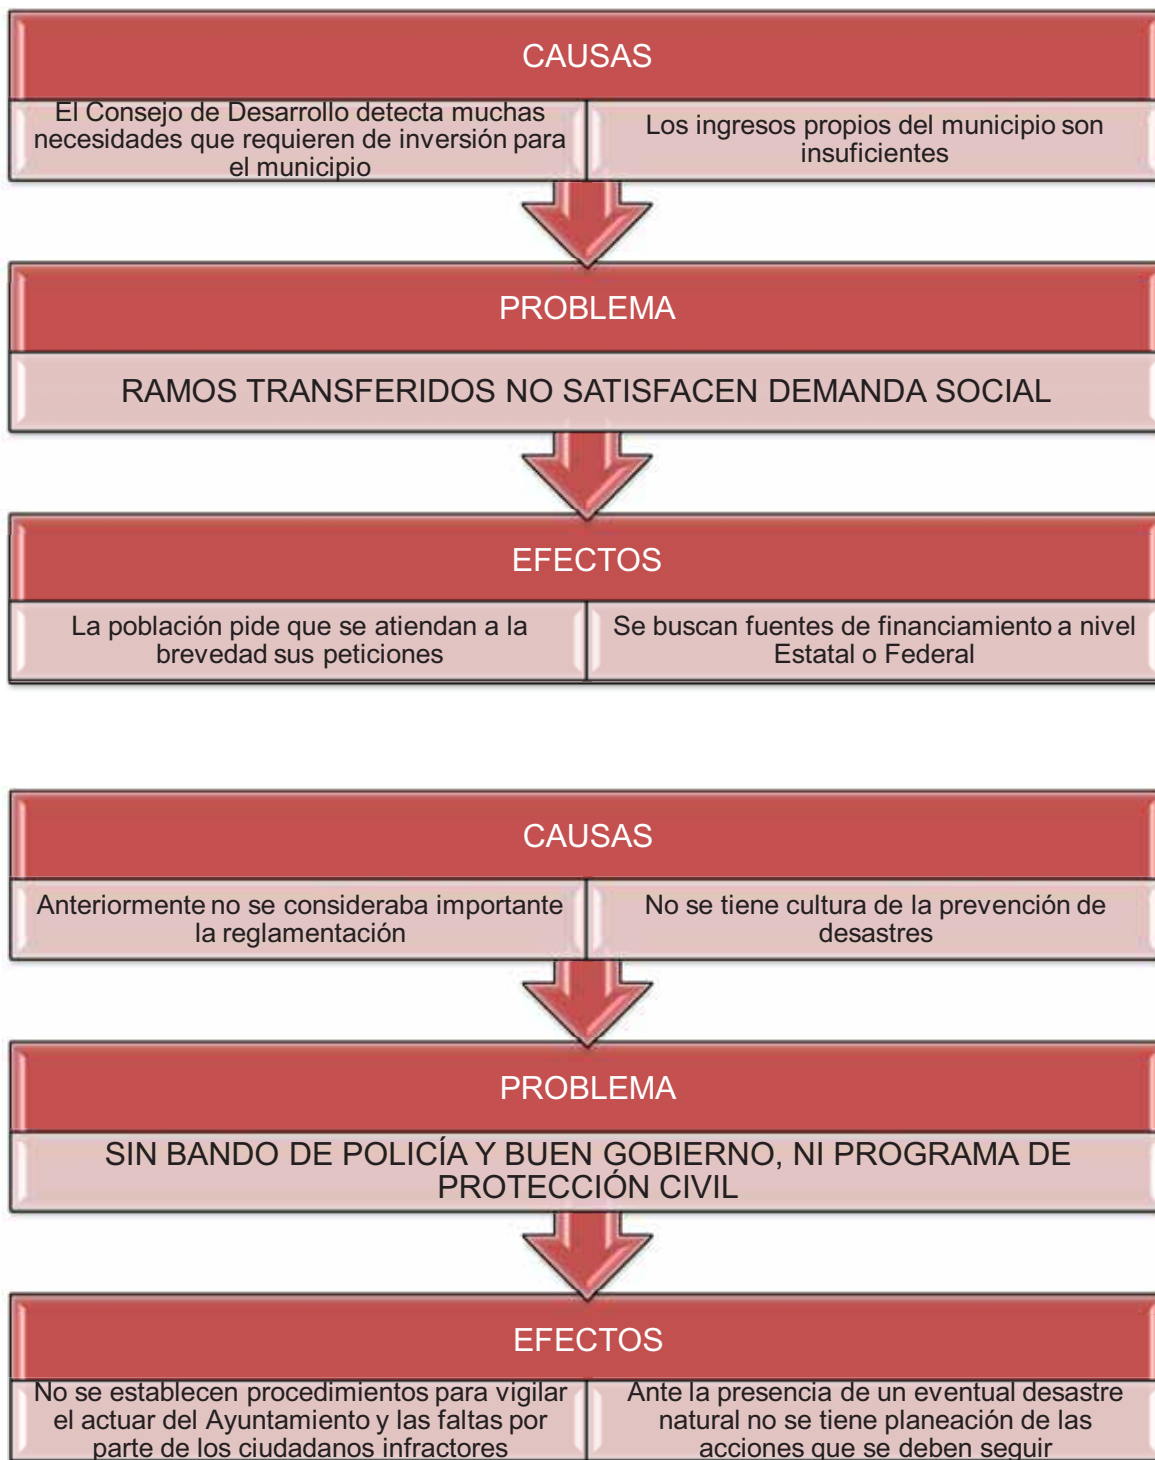 CAUSAS
El Consejo de Desarrollo detecta muchas
necesidades que requieren de inversión para
el municipio
Los ingresos propios del municipio son
insuficientes
PROBLEMA
RAMOS TRANSFERIDOS NO SATISFACEN DEMANDA SOCIAL
EFECTOS
La población pide que se atiendan a la
brevedad sus peticiones
Se buscan fuentes de financiamiento a nivel
Estatal o Federal
CAUSAS
Anteriormente no se consideraba importante
la reglamentación
No se tiene cultura de la prevención de
desastres
PROBLEMA
SIN BANDO DE POLICÍA Y BUEN GOBIERNO, NI PROGRAMA DE
PROTECCIÓN CIVIL
EFECTOS
No se establecen procedimientos para vigilar
el actuar del Ayuntamiento y las faltas por
parte de los ciudadanos infractores
Ante la presencia de un eventual desastre
natural no se tiene planeación de las
acciones que se deben seguir